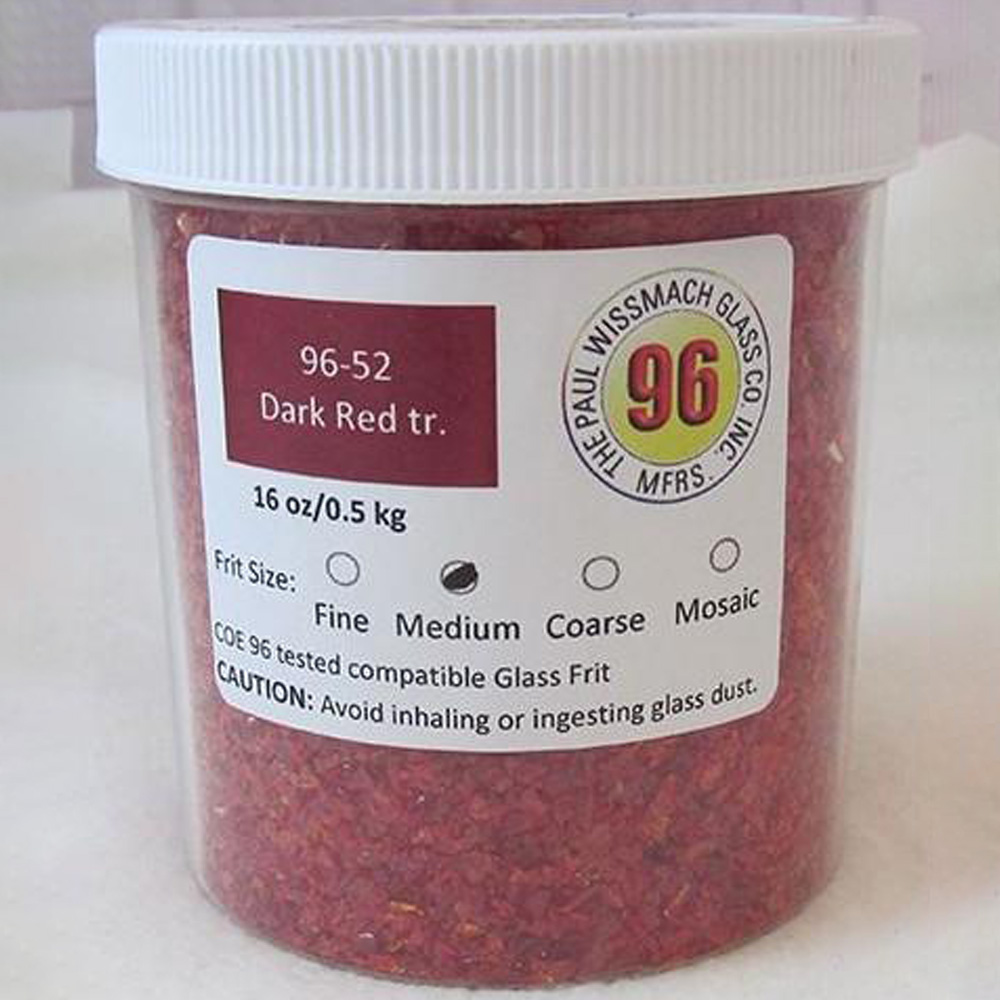 96-52
Dark Red tr.
THE PAUL WISSMACH GLASS CO. INC.
96
MFRS.
16 oz/0.5 kg
Frit Size:
Fine Medium Coarse Mosaic
COE 96 tested compatible Glass Frit
CAUTION: Avoid inhaling or ingesting glass dust.